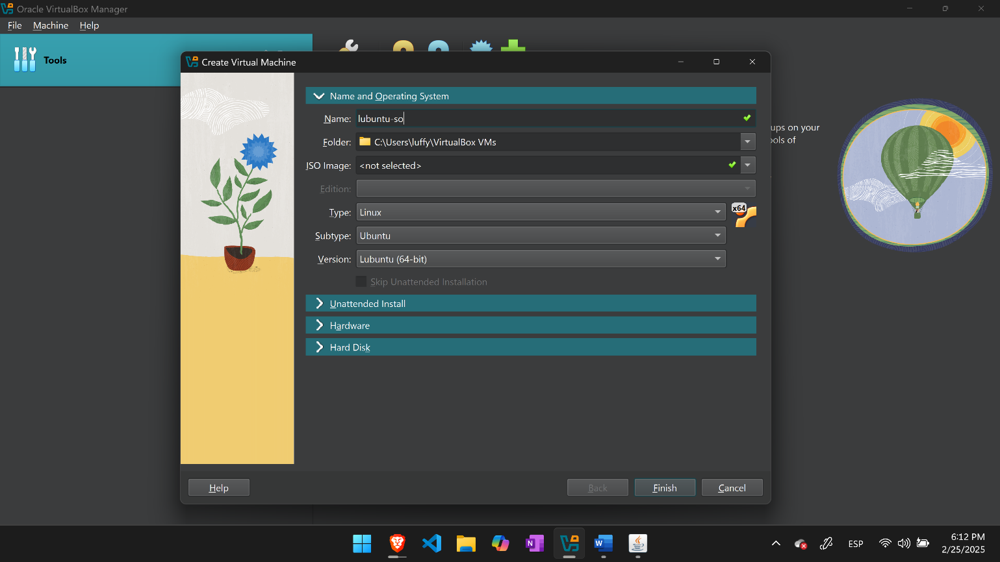 Oracle VirtualBox Manager
File Machine Help
Tools
Create Virtual Machine
Name and Operating System
Name: lubuntu-so
ups on your
Folder: C:\Users\luffy\VirtualBox VMs
ools of
ISO Image: <not selected>
Edition:
Type: Linux
x64
Subtype: Ubuntu
Version: Lubuntu (64-bit)
Skip Unattended Installation
Unattended Install
Hardware
Hard Disk
Help Back Finish Cancel
N W ESP 6:12 PM
2/25/2025